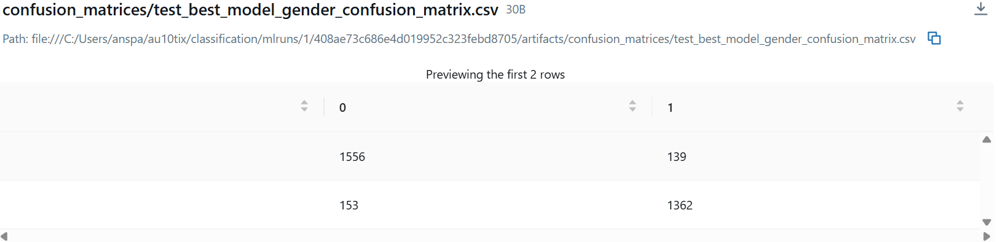 confusion_matrices/test_best_model_gender_confusion_matrix.csv 30B
Path: file:///C:/Users/anspa/au10tix/classification/mlruns/1/408ae73c686e4d019952c323febd8705/artifacts/confusion_matrices/test_best_model_gender_confusion_matrix.csv
Previewing the first 2 rows
0 1
1556 139
153 1362